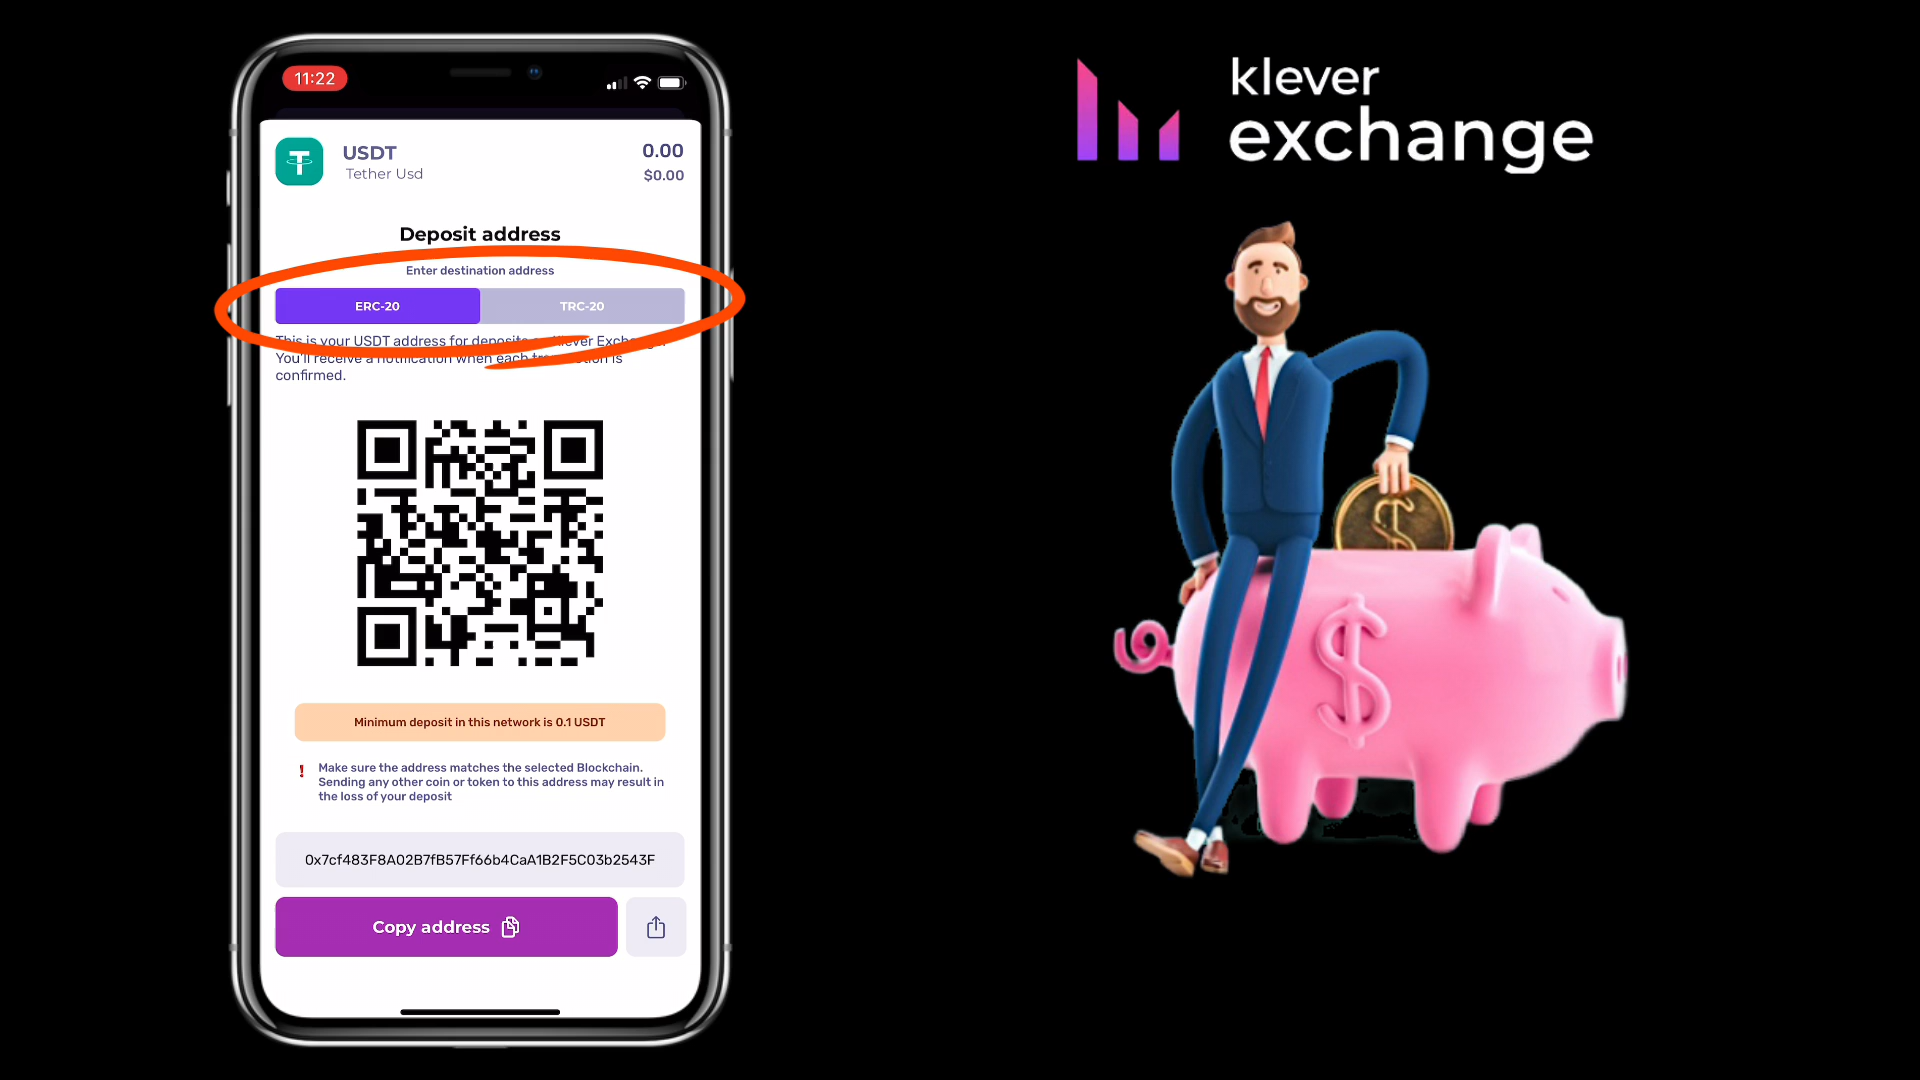 11:22
USDT
Tether Usd
0.00
$0.00
Deposit address
Enter destination address
ERC-20
TRC-20
This is your USDT address for deposits Klever
You'll receive a notification when each is
confirmed.
Minimum deposit in this network is 0.1 USDT
! Make sure the address matches the selected Blockchain.
Sending any other coin or token to this address may result in
the loss of your deposit
0x7cf483F8A02B7fB57Ff66b4CaA1B2F5C03b2543F
Copy address
klever
exchange
$
$